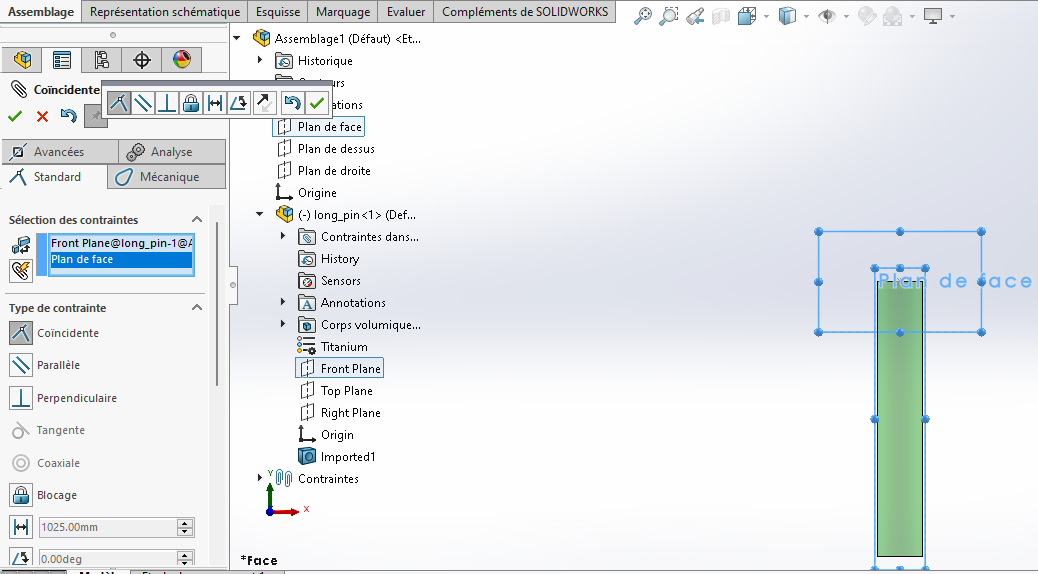 Assemblage
Représentation schématique
Esquisse
Marquage
Evaluer
Compléments de SOLIDWORKS
Coïncidente
Avancées
Analyse
Standard
Mécanique
Sélection des contraintes
Front Plane@long_pin-1@A
Plan de face
Type de contrainte
Coïncidente
Parallèle
Perpendiculaire
Tangente
Coaxiale
Blocage
1025.00mm
0.00deg
Assemblage1 (Défaut) <Et...
Historique
Plan de face
Plan de dessus
Plan de droite
Origine
(-) long_pin<1> (Def...
Contraintes dans...
History
Sensors
Annotations
Corps volumique...
Titanium
Front Plane
Top Plane
Right Plane
Origin
Imported1
Contraintes
Y
X
*Face
Plan de face